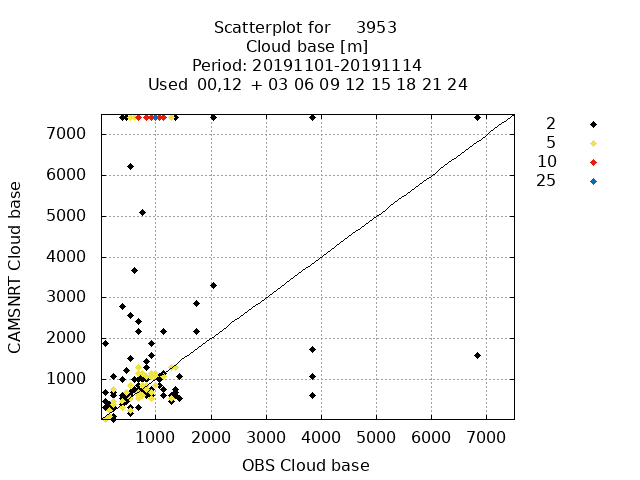 Scatterplot for 3953
Cloud base [m]
Period: 20191101-20191114
Used 00,12 + 03 06 09 12 15 18 21 24
2
5
10
25
7000
6000
5000
4000
3000
2000
1000
CAMSNRT Cloud base
1000 2000 3000 4000 5000 6000 7000
OBS Cloud base